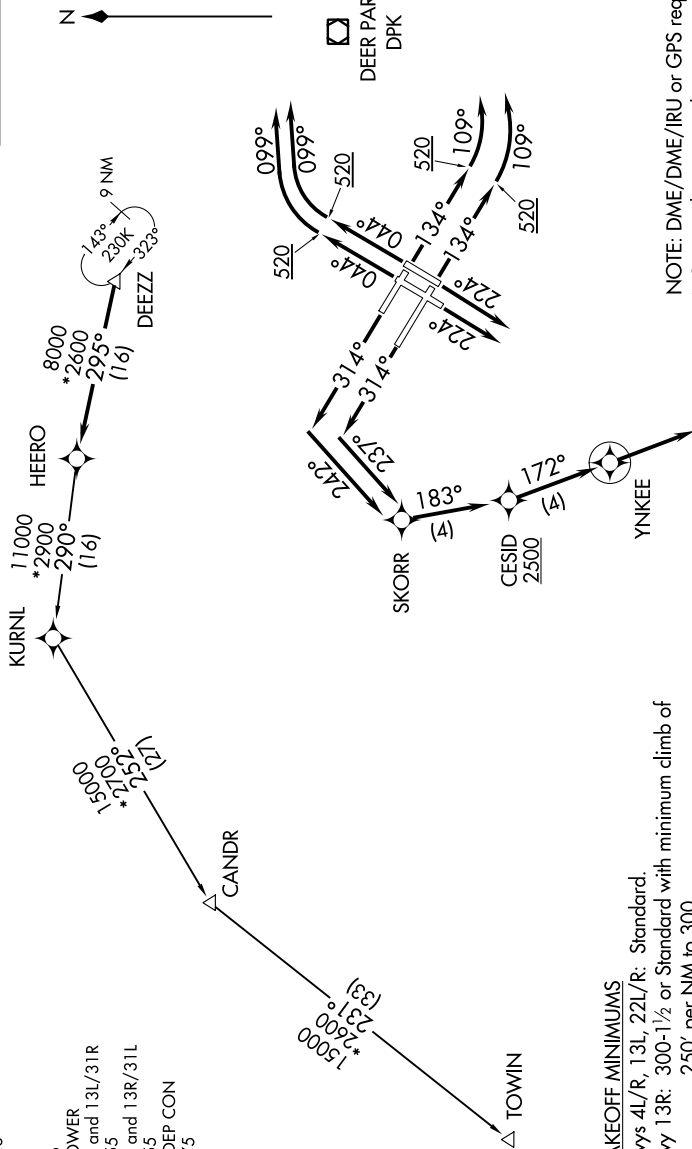 N
DEER PAR
DPK
099°
099°
520
520
044°
044°
520
109°
109°
134°
134°
520
224°
224°
314°
314°
242°
237°
SKORR
183°
(4)
CESID
2500
172°
(4)
YNKEE
9 NM
143°
230K
323°
DEEZZ
8000
*2600
295°
(16)
HEERO
11000
*2900
290°
(16)
KURNL
15000
*2700
252°
(27)
CANDR
15000
*2600
231°
(33)
TOWIN
OWER
and 13L/31R
and 13R/31L
DEP CON
NOTE: DME/DME/IRU or GPS req
AKEOFF MINIMUMS
ys 4L/R, 13L, 22L/R: Standard.
y 13R: 300-1½ or Standard with minimum climb of
250' per NM to 300.